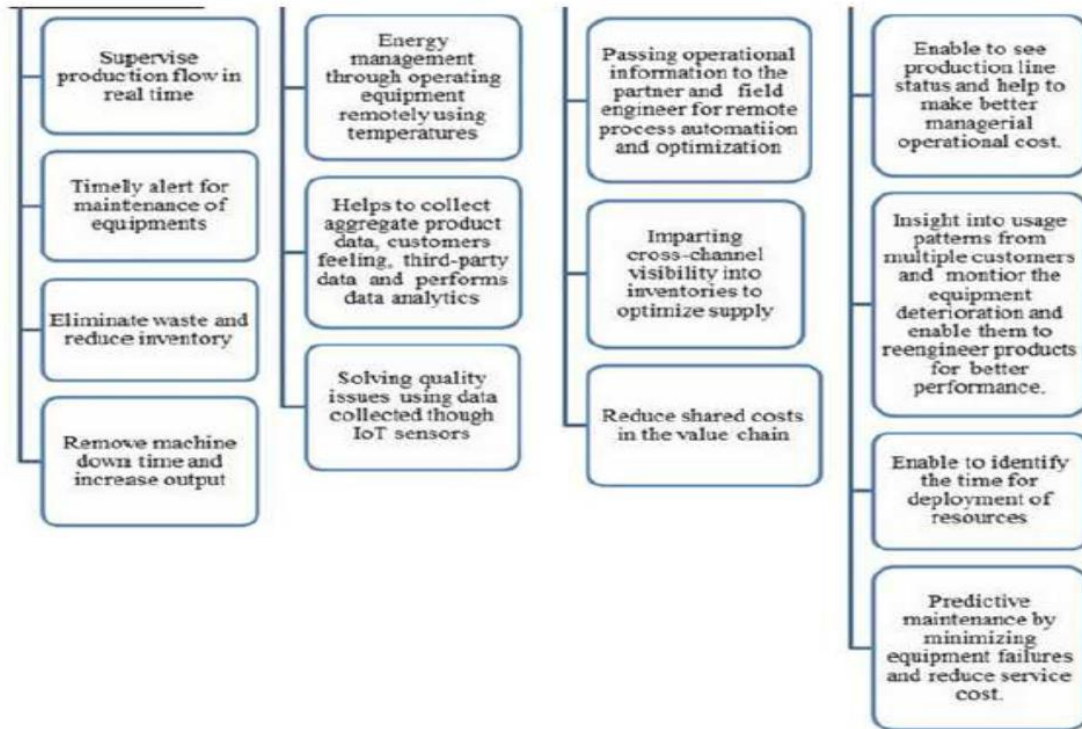 Supervise
production flow in
real time
Timely alert for
maintenance of
equipments
Eliminate waste and
reduce inventory
Remove machine
down time and
increase output
Energy
management
through operating
equipment
remotely using
temperatures
Helps to collect
aggregate product
data, customers
feeling, third-party
data and performs
data analytics
Solving quality
issues using data
collected though
IoT sensors
Passing operational
information to the
partner and field
engineer for remote
process automatiion
and optimization
Imparting
cross-channel
visibility into
inventories to
optimize supply
Reduce shared costs
in the value chain
Enable to see
production line
status and help to
make better
managerial
operational cost.
Insight into usage
patterns from
multiple customers
and montior the
equipment
deterioration and
enable them to
reengineer products
for better
performance.
Enable to identify
the time for
deployment of
resources
Predictive
maintenance by
minimizing
equipment failures
and reduce service
cost.